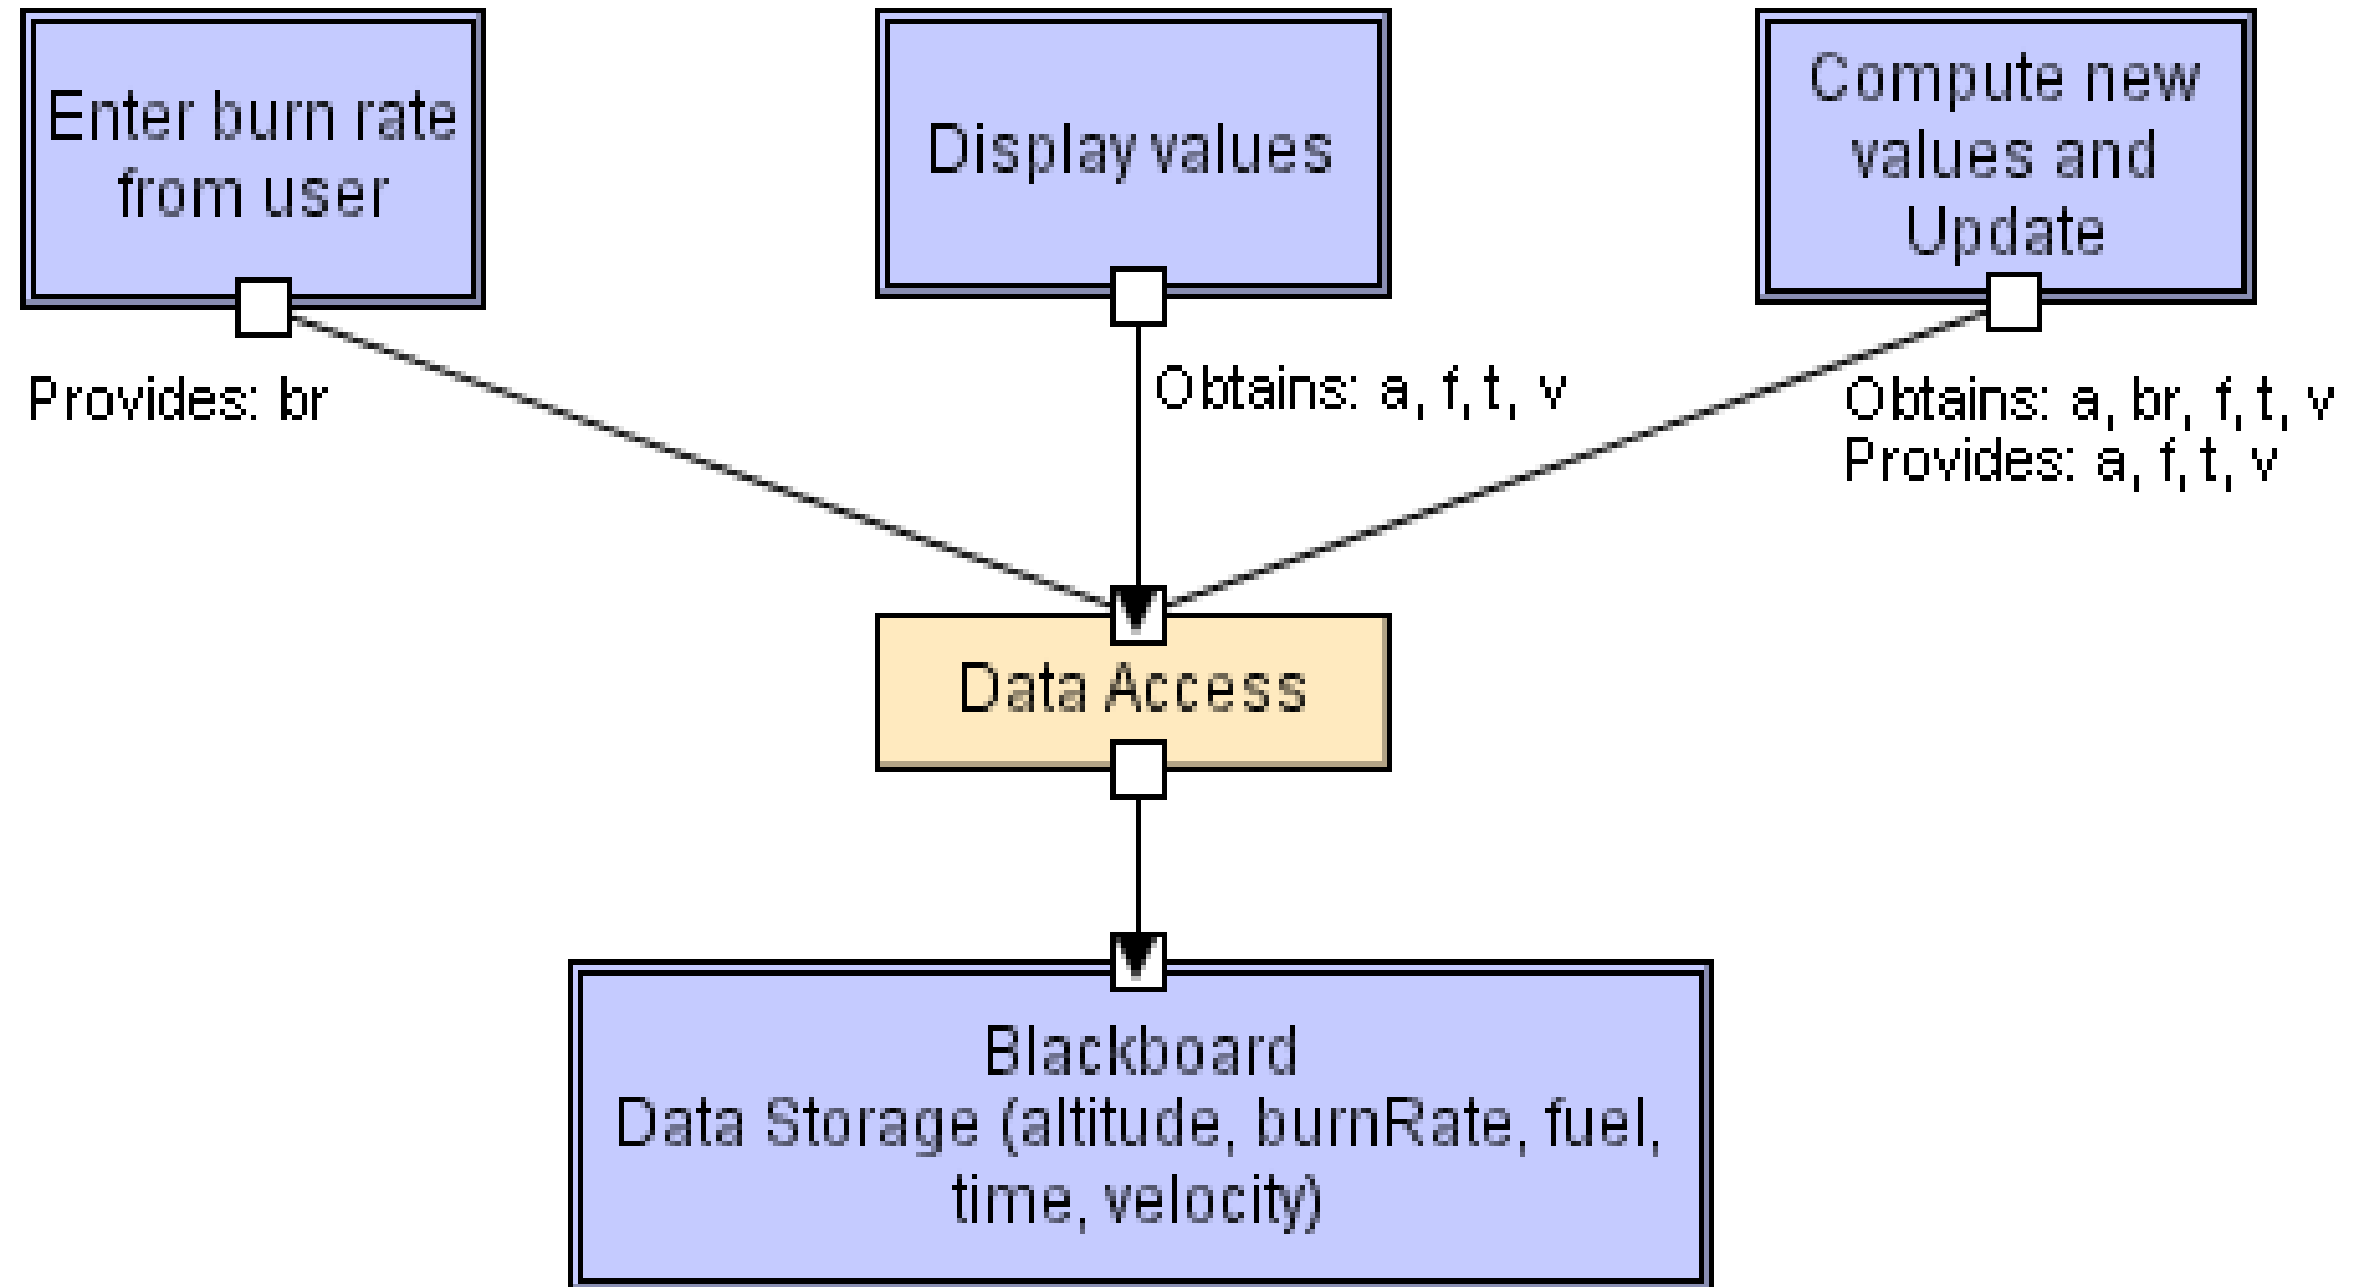 Enter burn rate
from user
Display values
Compute new
values and
Update
Provides: br
Obtains: a, f, t, v
Obtains: a, br, f, t, v
Provides: a, f, t, v
Data Access
Blackboard
Data Storage (altitude, burnRate, fuel,
time, velocity)